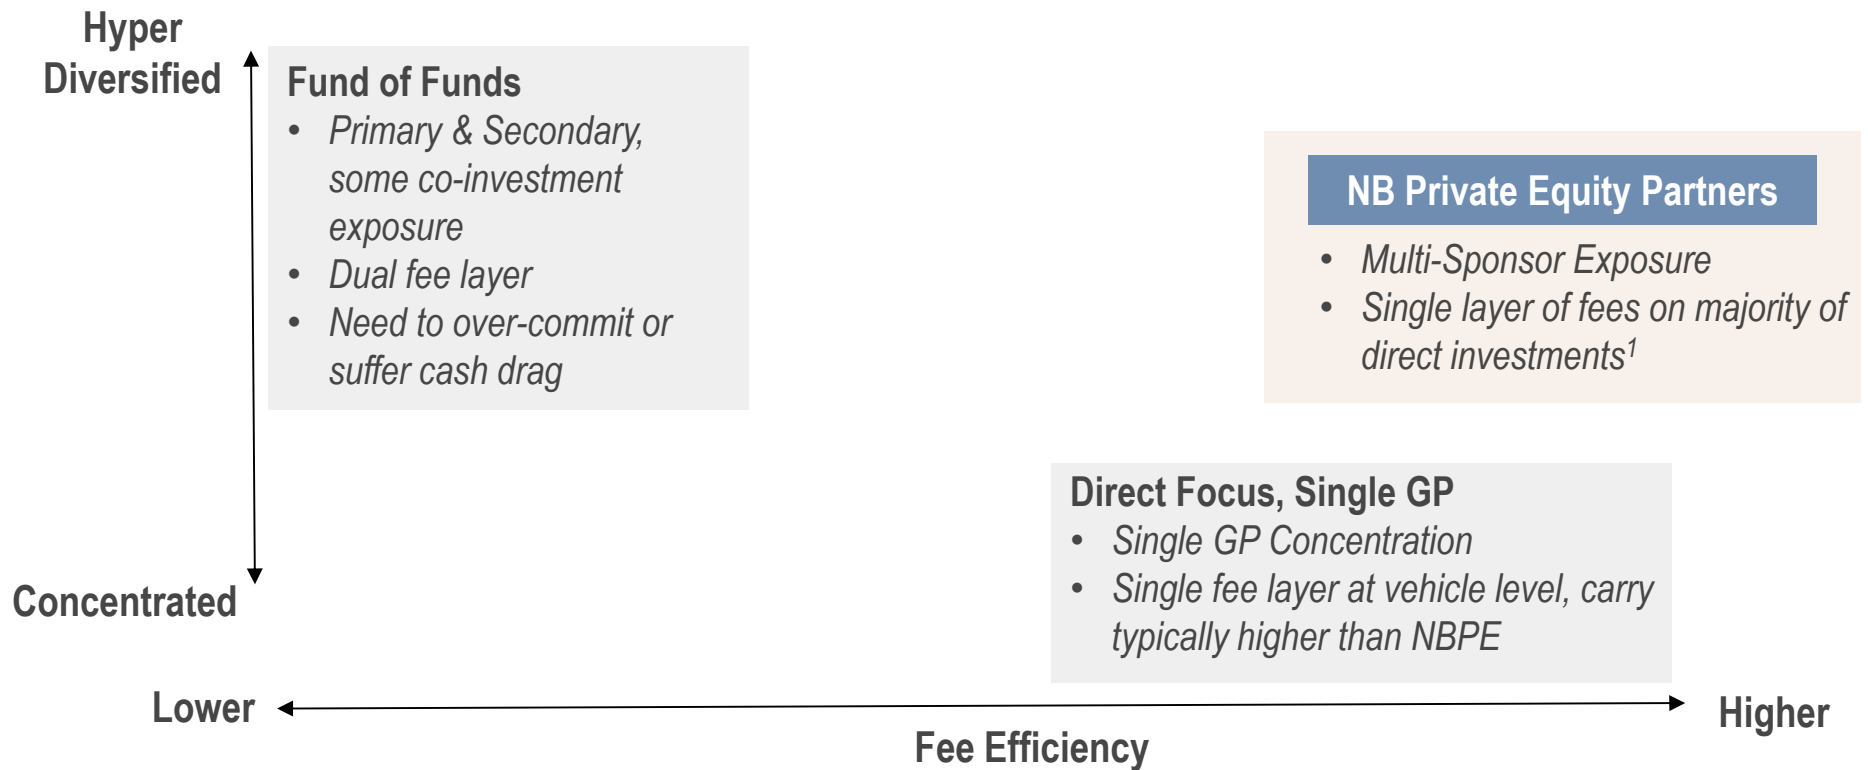 Hyper
Diversified
Fund of Funds
• Primary & Secondary,
some co-investment
exposure
• Dual fee layer
• Need to over-commit or
suffer cash drag
NB Private Equity Partners
• Multi-Sponsor Exposure
• Single layer of fees on majority of
direct investments¹
Direct Focus, Single GP
• Single GP Concentration
• Single fee layer at vehicle level, carry
typically higher than NBPE
Concentrated
Lower
Higher
Fee Efficiency